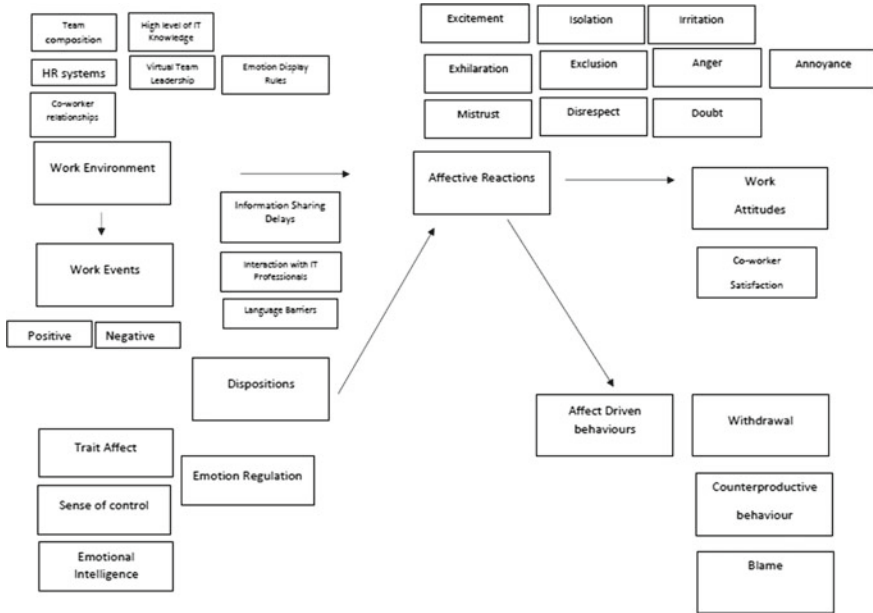 Team
composition
High level of IT
Knowledge
HR systems
Virtual Team
Leadership
Emotion Display
Rules
Co-worker
relationships
Excitement
Isolation
Irritation
Exhilaration
Exclusion
Anger
Annoyance
Mistrust
Disrespect
Doubt
Work Environment
Affective Reactions
Work
Attitudes
Information Sharing
Delays
Work Events
Interaction with IT
Professionals
Language Barriers
Co-worker
Satisfaction
Positive
Negative
Dispositions
Affect Driven
behaviours
Withdrawal
Trait Affect
Emotion Regulation
Sense of control
Counterproductive
behaviour
Emotional
Intelligence
Blame